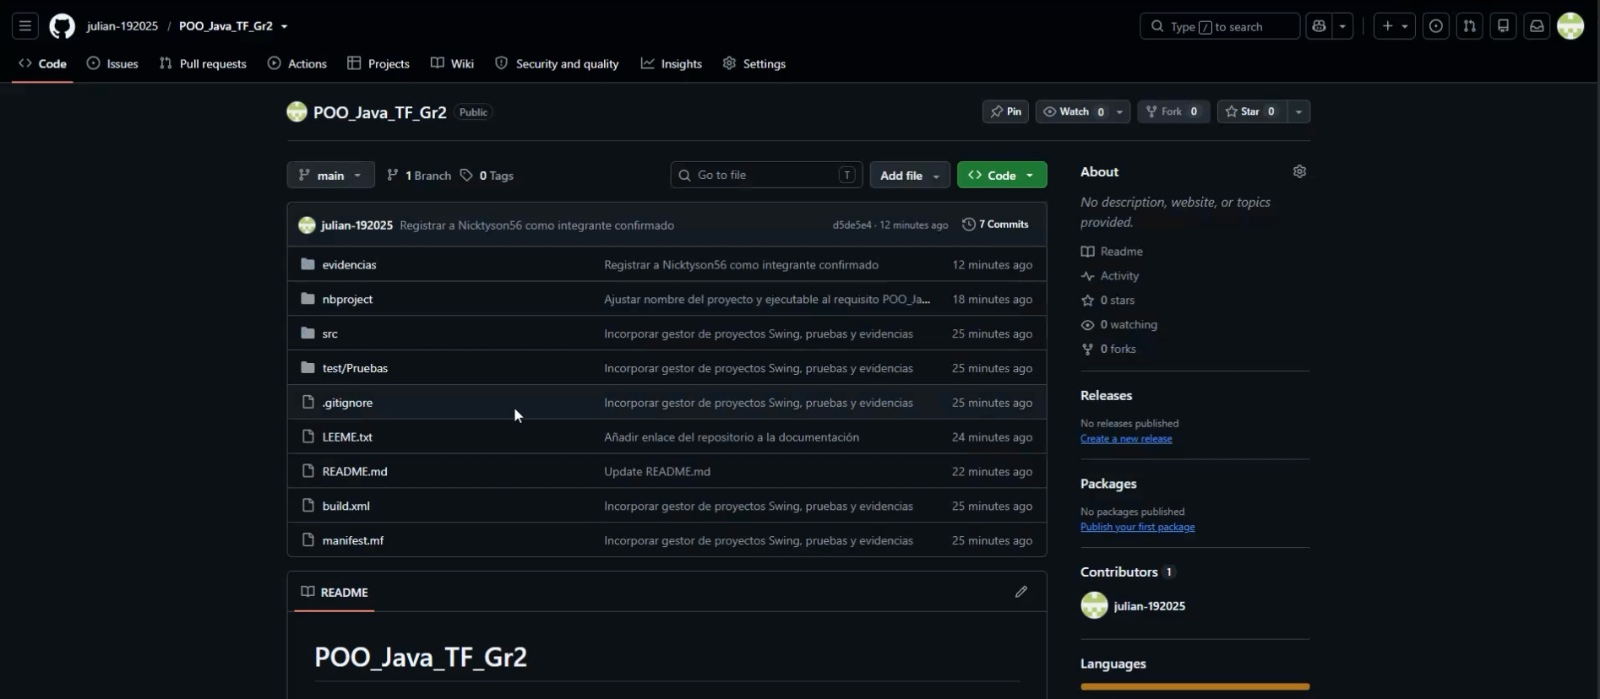 julian-192025 / POO_Java_TF_Gr2
Type / to search
Code Issues Pull requests Actions Projects Wiki Security and quality Insights Settings
POO_Java_TF_Gr2 Public
Pin Watch 0 Fork 0 Star 0
main 1 Branch 0 Tags Go to file T Add file Code
julian-192025 Registrar a Nicktyson56 como integrante confirmado d5de5e4 · 12 minutes ago 7 Commits
evidencias Registrar a Nicktyson56 como integrante confirmado 12 minutes ago
nbproject Ajustar nombre del proyecto y ejecutable al requisito POO_Ja... 18 minutes ago
src Incorporar gestor de proyectos Swing, pruebas y evidencias 25 minutes ago
test/Pruebas Incorporar gestor de proyectos Swing, pruebas y evidencias 25 minutes ago
.gitignore Incorporar gestor de proyectos Swing, pruebas y evidencias 25 minutes ago
LEEME.txt Añadir enlace del repositorio a la documentación 24 minutes ago
README.md Update README.md 22 minutes ago
build.xml Incorporar gestor de proyectos Swing, pruebas y evidencias 25 minutes ago
manifest.mf Incorporar gestor de proyectos Swing, pruebas y evidencias 25 minutes ago
README
POO_Java_TF_Gr2
About
No description, website, or topics
provided.
Readme
Activity
0 stars
0 watching
0 forks
Releases
No releases published
Create a new release
Packages
No packages published
Publish your first package
Contributors 1
julian-192025
Languages